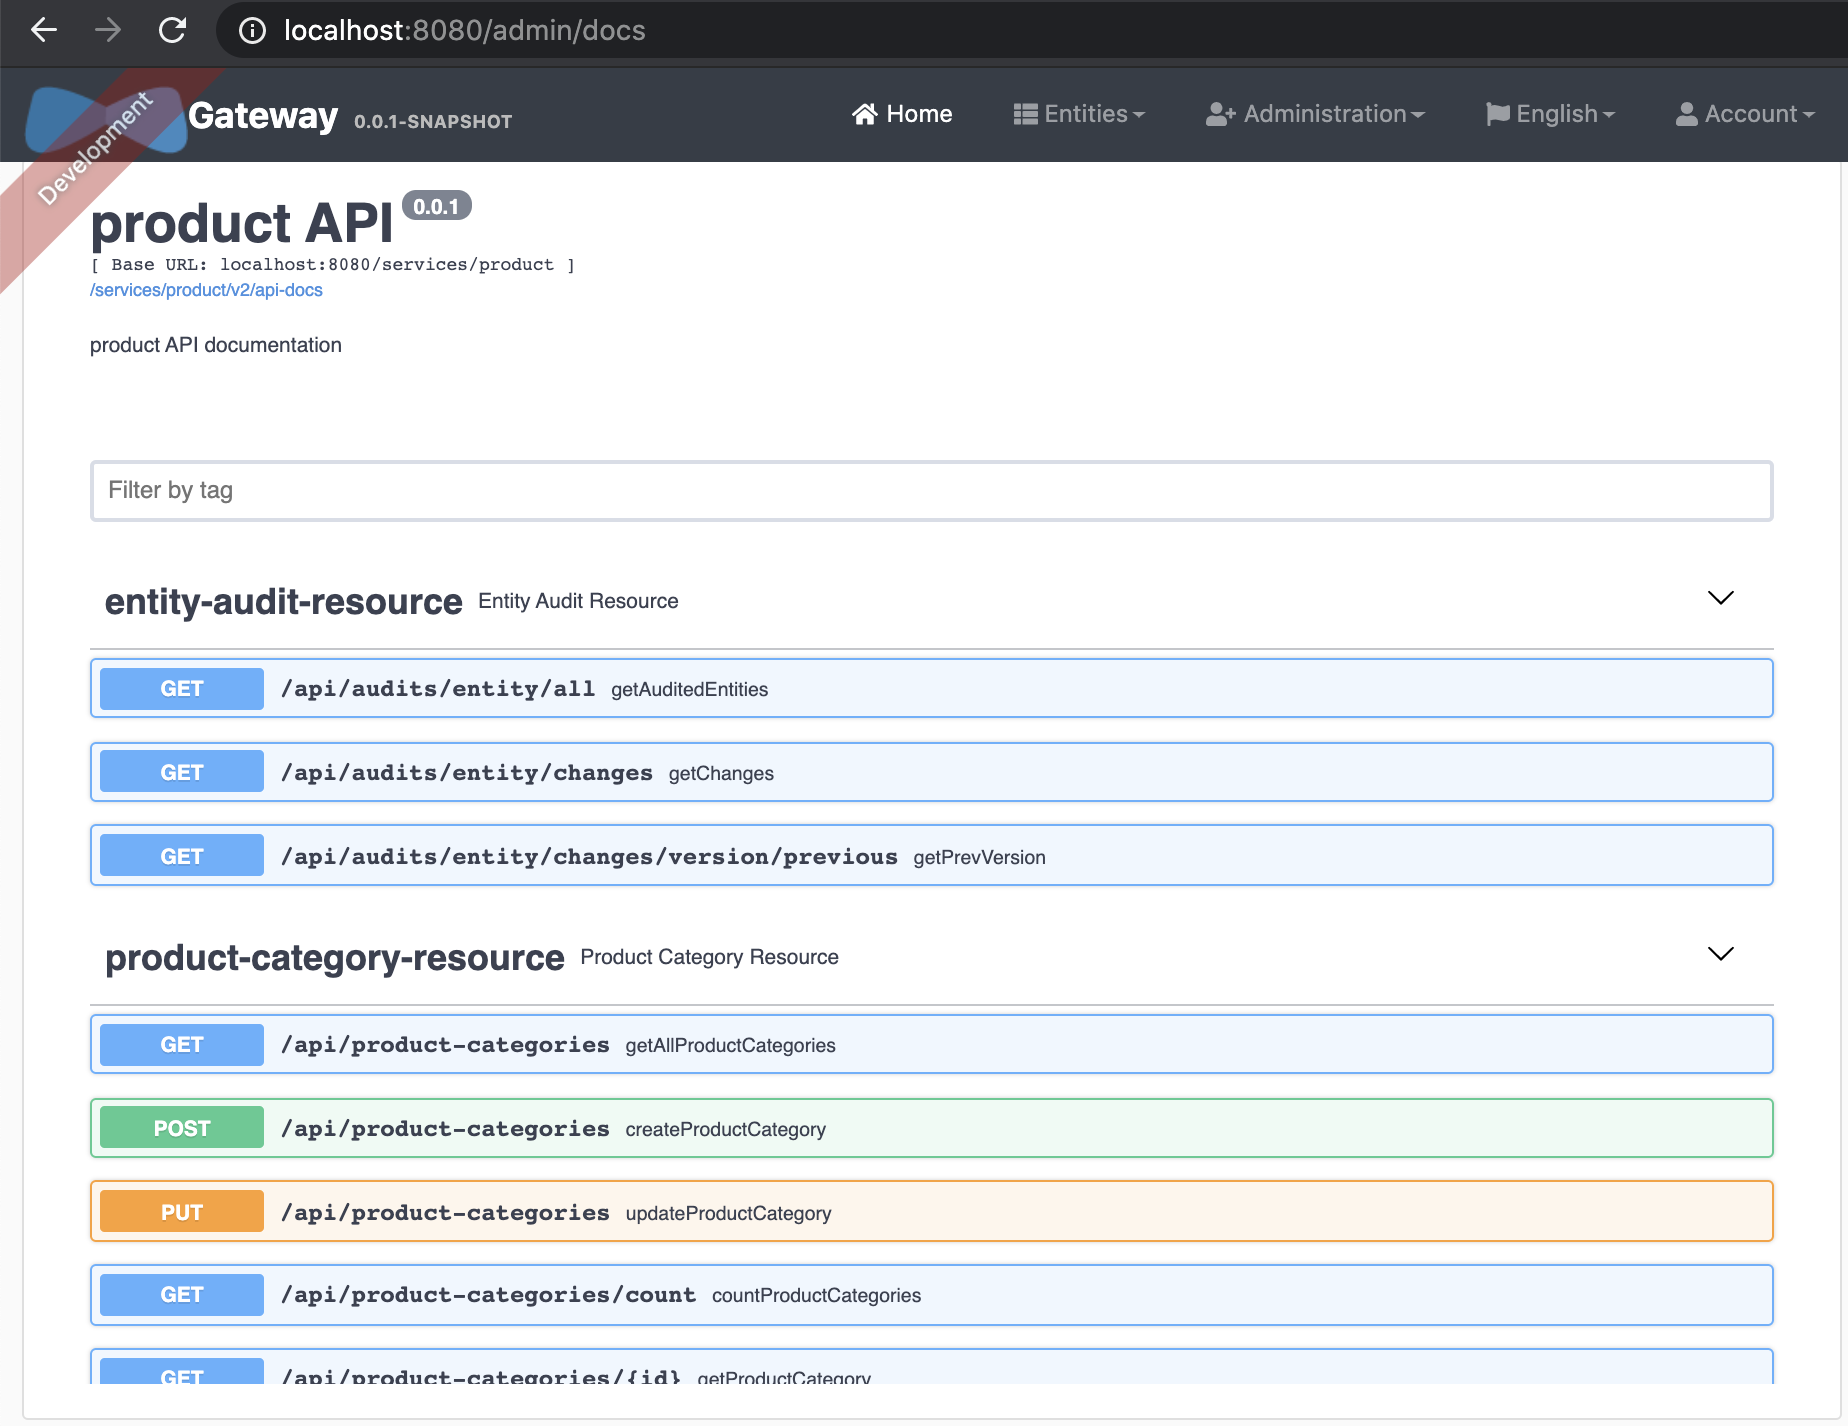 localhost:8080/admin/docs
Development
Gateway 0.0.1-SNAPSHOT Home Entities Administration English Account
product API 0.0.1
[ Base URL: localhost:8080/services/product ]
/services/product/v2/api-docs
product API documentation
Filter by tag
entity-audit-resource Entity Audit Resource
GET /api/audits/entity/all getAuditedEntities
GET /api/audits/entity/changes getChanges
GET /api/audits/entity/changes/version/previous getPrevVersion
product-category-resource Product Category Resource
GET /api/product-categories getAllProductCategories
POST /api/product-categories createProductCategory
PUT /api/product-categories updateProductCategory
GET /api/product-categories/count countProductCategories
GET /api/product-categories/{id} getProductCategory